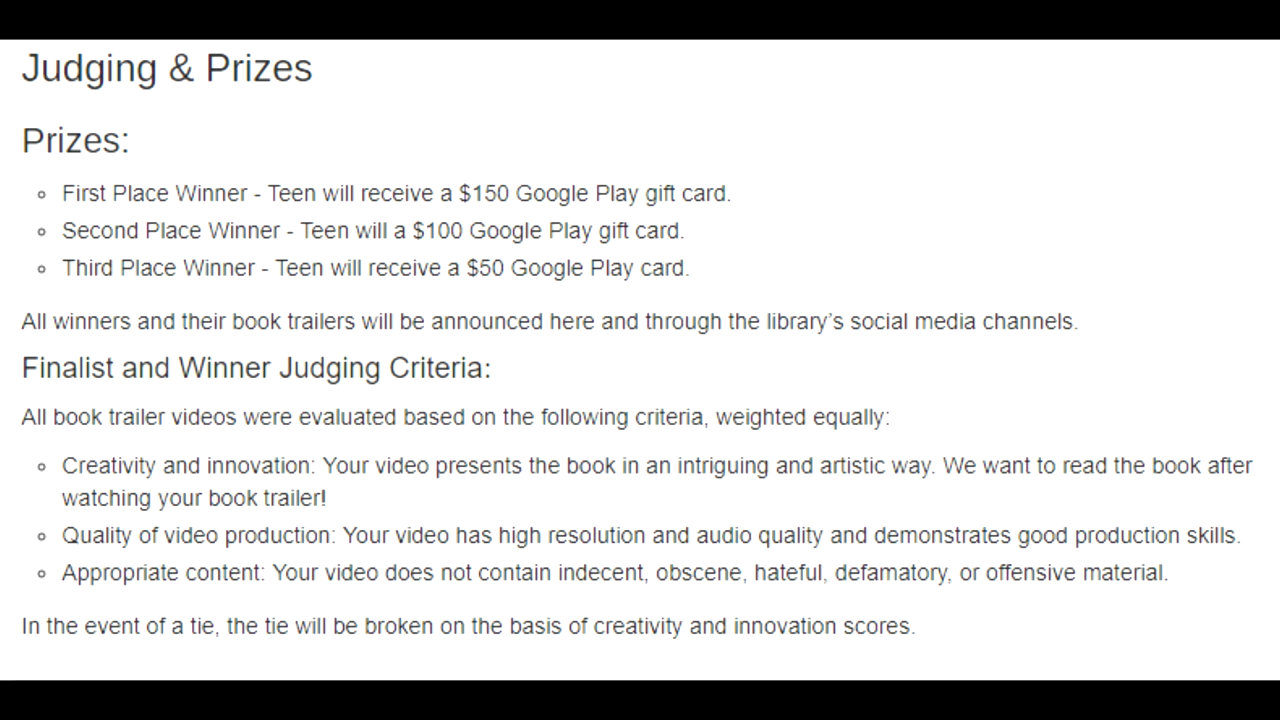 Judging & Prizes
Prizes:
First Place Winner - Teen will receive a $150 Google Play gift card.
Second Place Winner - Teen will a $100 Google Play gift card.
Third Place Winner - Teen will receive a $50 Google Play card.
All winners and their book trailers will be announced here and through the library’s social media channels.
Finalist and Winner Judging Criteria:
All book trailer videos were evaluated based on the following criteria, weighted equally:
Creativity and innovation: Your video presents the book in an intriguing and artistic way. We want to read the book after
watching your book trailer!
Quality of video production: Your video has high resolution and audio quality and demonstrates good production skills.
Appropriate content: Your video does not contain indecent, obscene, hateful, defamatory, or offensive material.
In the event of a tie, the tie will be broken on the basis of creativity and innovation scores.